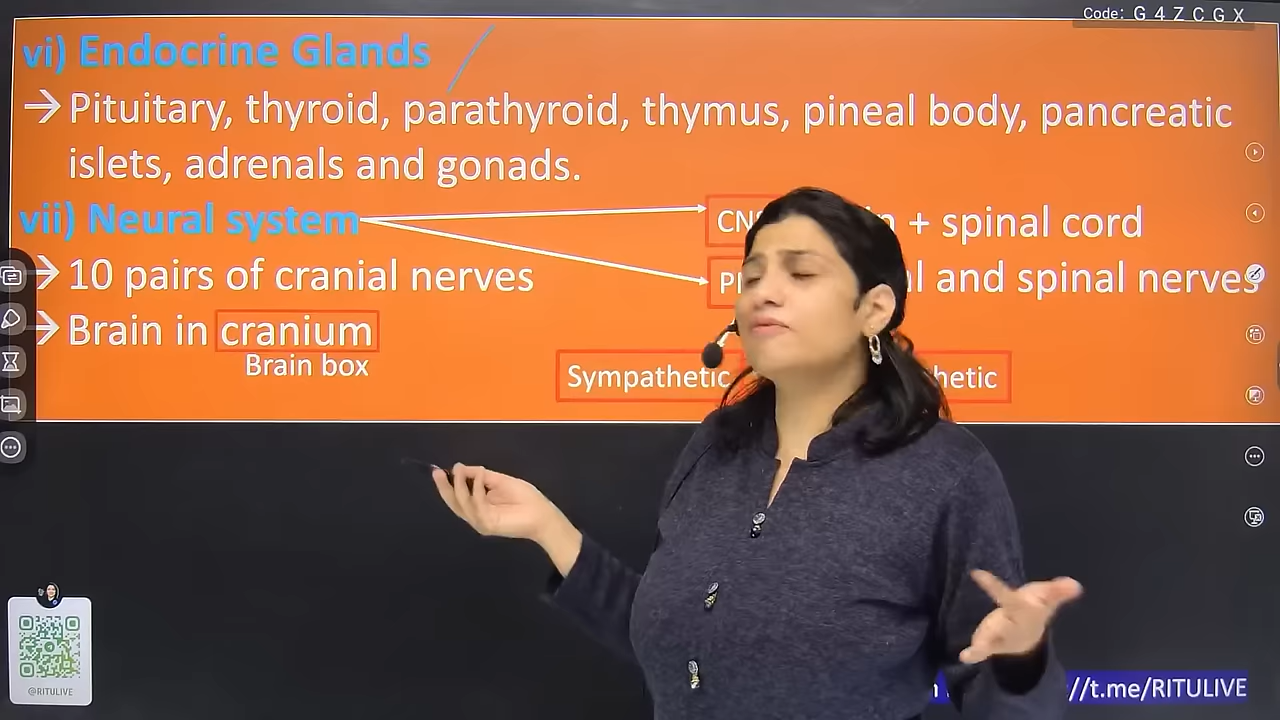 Code: G 4 Z C G X
vi) Endocrine Glands
→ Pituitary, thyroid, parathyroid, thymus, pineal body, pancreatic
islets, adrenals and gonads.
vii) Neural system
+ spinal cord
→ 10 pairs of cranial nerves
and spinal nerves
→ Brain in cranium
Brain box
Sympathetic
@RITULIVE
//t.me/RITULIVE